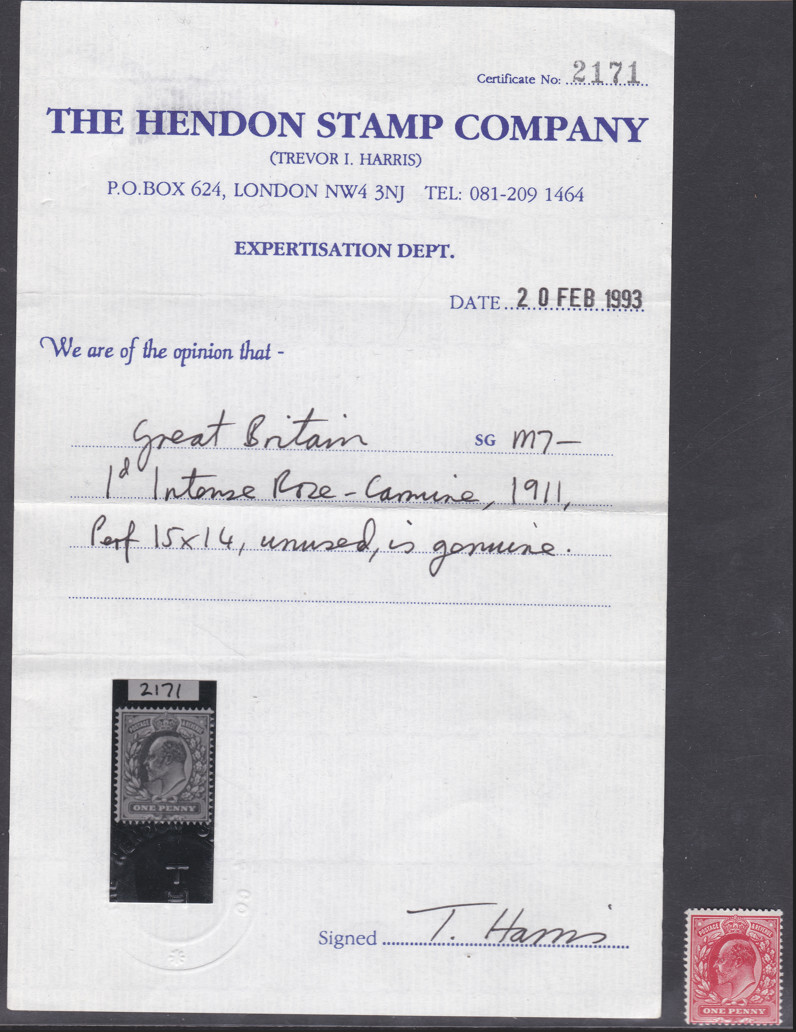 Certificate No: 2171
THE HENDON STAMP COMPANY
(TREVOR I. HARRIS)
P.O.BOX 624, LONDON NW4 3NJ TEL: 081-209 1464
EXPERTISATION DEPT.
DATE 20 FEB 1993
We are of the opinion that -
Great Britain SG M7-
1d Intense Rose-Carmine, 1911,
Perf 15x14, unused, is genuine.
2171
POSTAGE & REVENUE
ONE PENNY
Signed T. Harris
POSTAGE & REVENUE
ONE PENNY